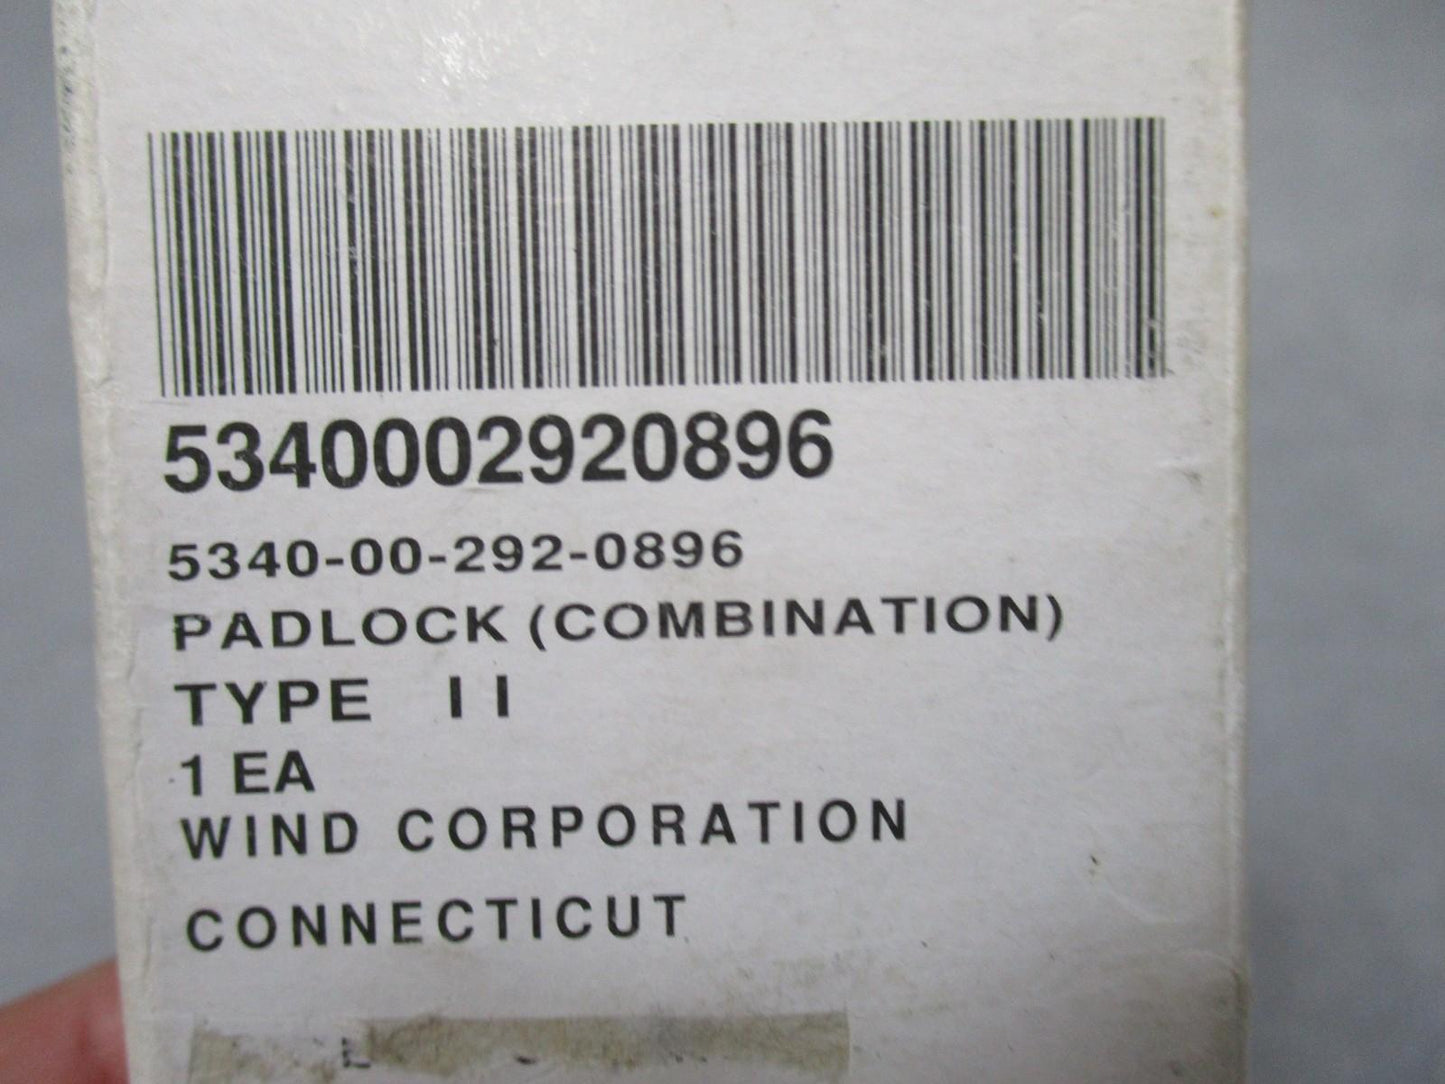 5340002920896
5340-00-292-0896
PADLOCK (COMBINATION)
TYPE II
1 EA
WIND CORPORATION
CONNECTICUT